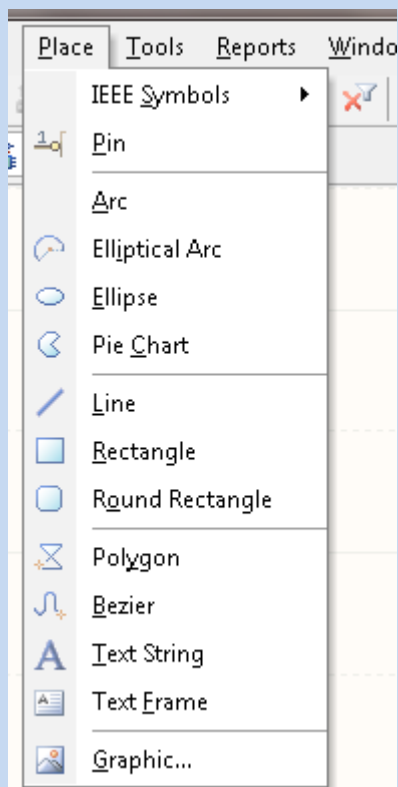 Place Tools Reports Windo
IEEE Symbols
Pin
Arc
Elliptical Arc
Ellipse
Pie Chart
Line
Rectangle
Round Rectangle
Polygon
Bezier
Text String
Text Frame
Graphic...